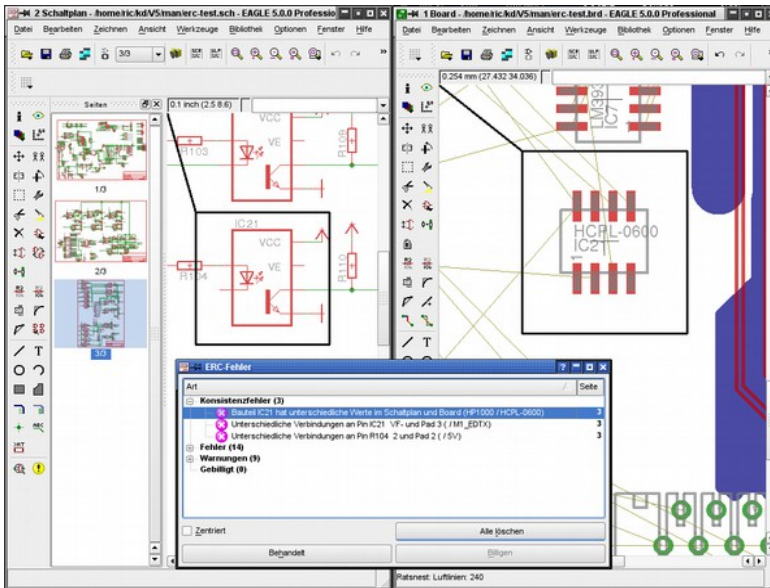 2 Schaltplan - /home/ric/kd/V5/man/erc-test.sch - EAGLE 5.0.0 Professio
Datei Bearbeiten Zeichnen Ansicht Werkzeuge Bibliothek Optionen Fenster Hilfe
3/3
Seiten
0.1 inch (2.5 8.6)
1/3
2/3
3/3
R103
VCC
VE
R109
IC21
VCC
VE
R104
R110
1 Board - /home/ric/kd/V5/man/erc-test.brd - EAGLE 5.0.0 Professional
Datei Bearbeiten Zeichnen Ansicht Werkzeuge Bibliothek Optionen Fenster Hilfe
0.254 mm (27.432 34.036)
LM393
IC7
HCPL-0600
IC21
1
ERC-Fehler
Art Seite
Konsistenzfehler (3)
Bauteil IC21 hat unterschiedliche Werte im Schaltplan und Board (HP1000 / HCPL-0600) 3
Unterschiedliche Verbindungen an Pin IC21 VF- und Pad 3 ( / M1_EDTX) 3
Unterschiedliche Verbindungen an Pin R104 2 und Pad 2 ( / 5V) 3
Fehler (14)
Warnungen (9)
Gebilligt (0)
Zentriert
Alle löschen
Behandelt
Billigen
Ratsnest: Luftlinien: 240